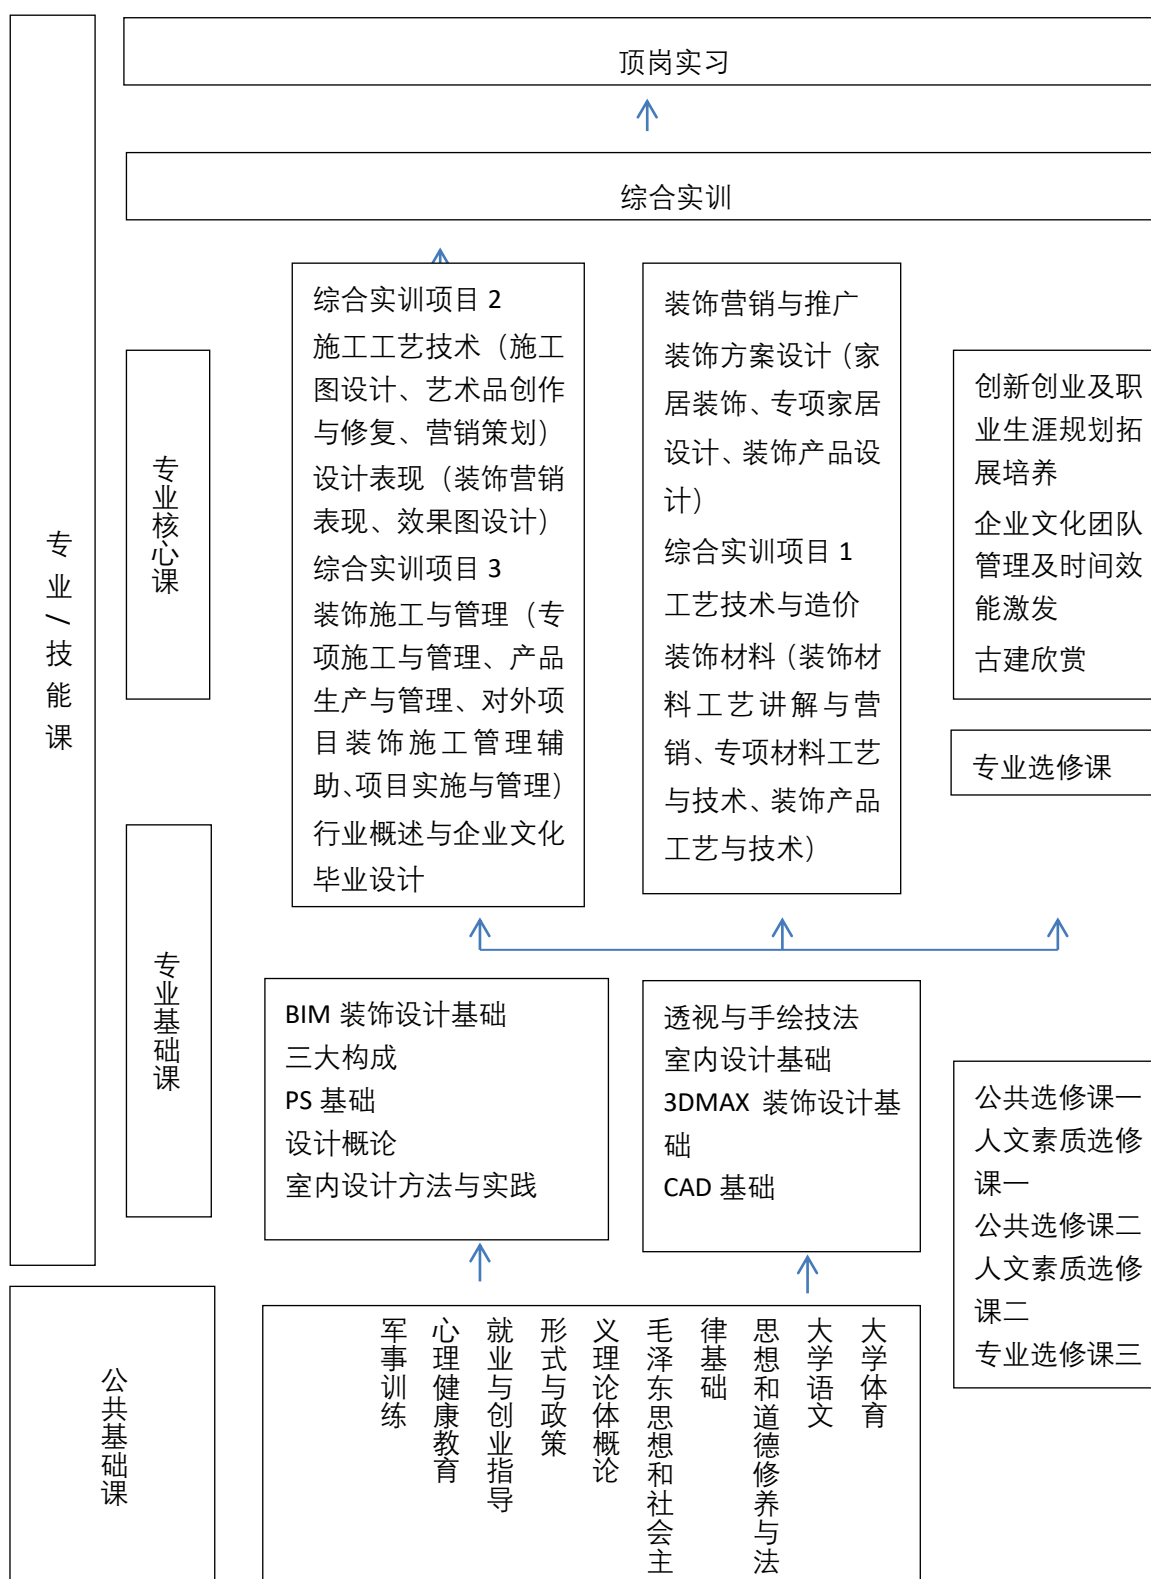 顶岗实习
综合实训
专业/技能课
专业核心课
综合实训项目 2
施工工艺技术（施工
图设计、艺术品创作
与修复、营销策划）
设计表现（装饰营销
表现、效果图设计）
综合实训项目 3
装饰施工与管理（专
项施工与管理、产品
生产与管理、对外项
目装饰施工管理辅
助、项目实施与管理）
行业概述与企业文化
毕业设计
装饰营销与推广
装饰方案设计（家
居装饰、专项家居
设计、装饰产品设
计）
综合实训项目 1
工艺技术与造价
装饰材料（装饰材
料工艺讲解与营
销、专项材料工艺
与技术、装饰产品
工艺与技术）
创新创业及职
业生涯规划拓
展培养
企业文化团队
管理及时间效
能激发
古建欣赏
专业选修课
专业基础课
BIM 装饰设计基础
三大构成
PS 基础
设计概论
室内设计方法与实践
透视与手绘技法
室内设计基础
3DMAX 装饰设计基
础
CAD 基础
公共选修课一
人文素质选修
课一
公共选修课二
人文素质选修
课二
专业选修课三
公共基础课
大学体育
大学语文
思想和道德修养与法
律基础
毛泽东思想和社会主
义理论体概论
形式与政策
就业与创业指导
心理健康教育
军事训练